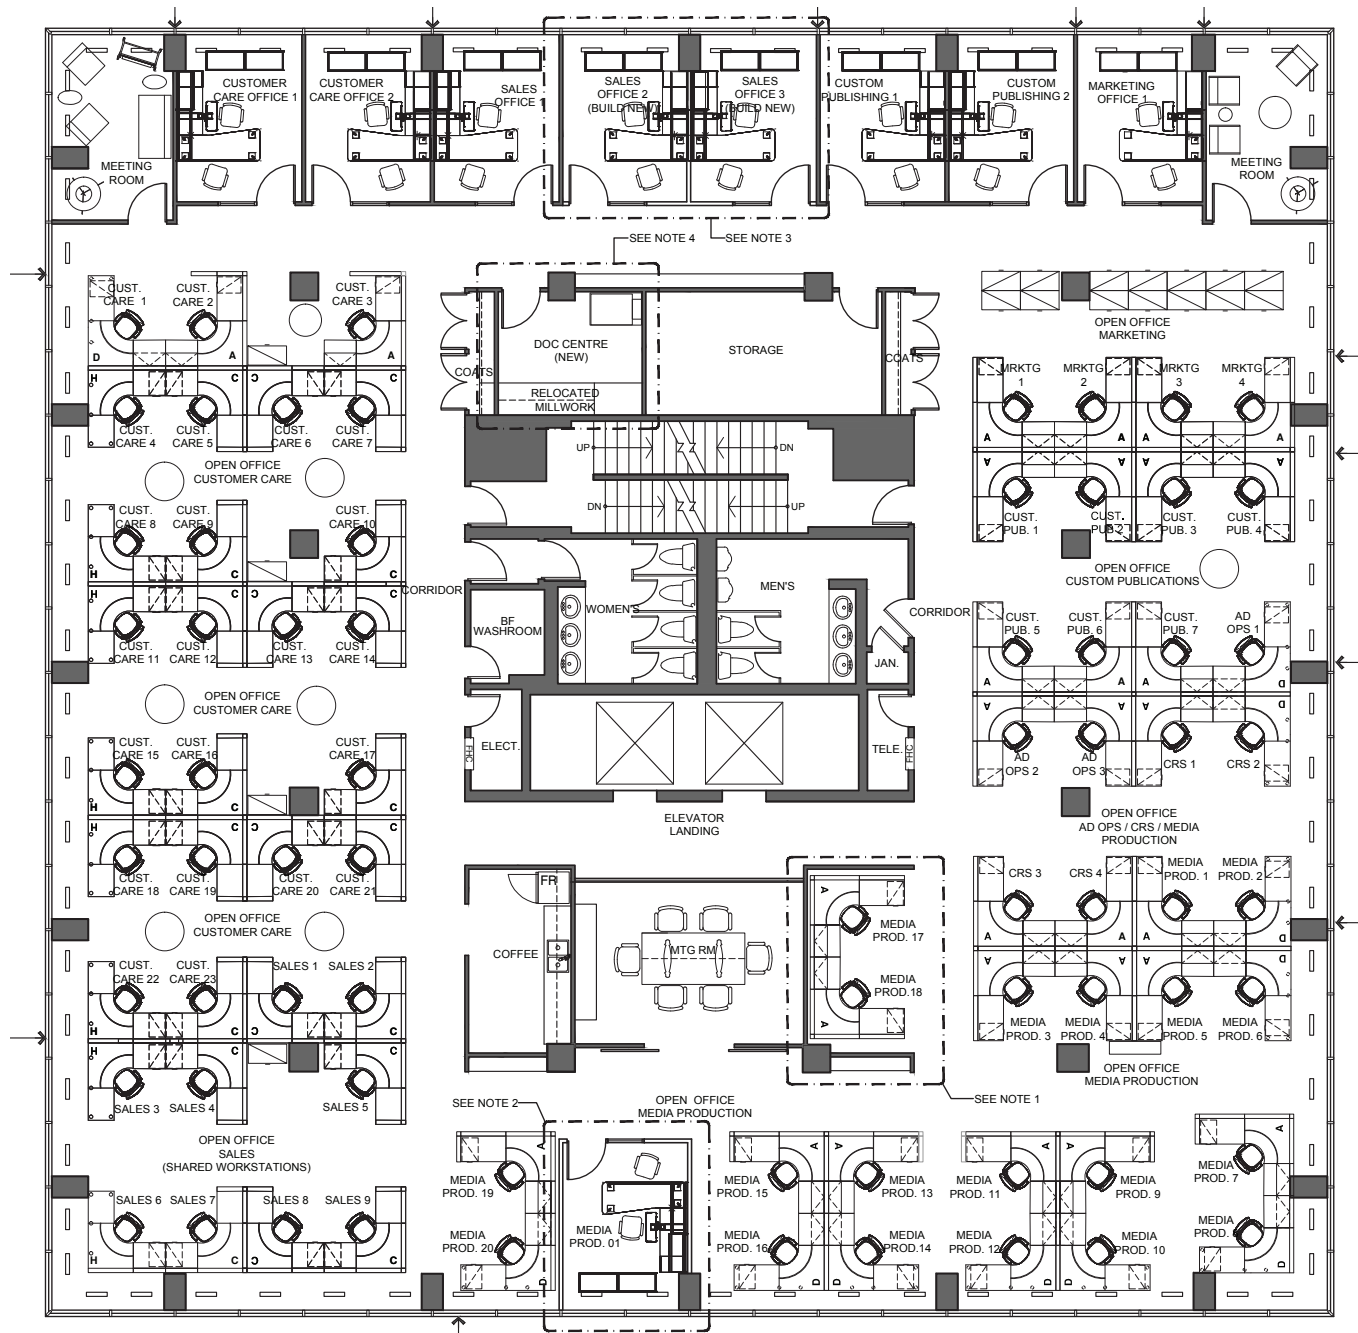 CUSTOMER
CARE OFFICE 1
CUSTOMER
CARE OFFICE 2
SALES
OFFICE 1
SALES
OFFICE 2
(BUILD NEW)
SALES
OFFICE 3
(BUILD NEW)
CUSTOM
PUBLISHING 1
CUSTOM
PUBLISHING 2
MARKETING
OFFICE 1
MEETING
ROOM
MEETING
ROOM
SEE NOTE 4
SEE NOTE 3
CUST.
CARE 1
CUST.
CARE 2
CUST.
CARE 3
D
A
A
H
C
C
C
CUST.
CARE 4
CUST.
CARE 5
CUST.
CARE 6
CUST.
CARE 7
OPEN OFFICE
CUSTOMER CARE
CUST.
CARE 8
CUST.
CARE 9
CUST.
CARE 10
H
C
C
H
C
C
C
CUST.
CARE 11
CUST.
CARE 12
CUST.
CARE 13
CUST.
CARE 14
OPEN OFFICE
CUSTOMER CARE
CUST.
CARE 15
CUST.
CARE 16
CUST.
CARE 17
H
C
C
H
C
C
C
CUST.
CARE 18
CUST.
CARE 19
CUST.
CARE 20
CUST.
CARE 21
OPEN OFFICE
CUSTOMER CARE
CUST.
CARE 22
CUST.
CARE 23
SALES 1
SALES 2
H
C
C
C
H
C
C
SALES 3
SALES 4
SALES 5
OPEN OFFICE
SALES
(SHARED WORKSTATIONS)
SALES 6
SALES 7
SALES 8
SALES 9
H
C
C
C
DOC CENTRE
(NEW)
STORAGE
COATS
COATS
RELOCATED
MILLWORK
UP
DN
DN
UP
CORRIDOR
BF
WASHROOM
WOMEN'S
MEN'S
CORRIDOR
JAN.
ELECT.
FHC
TELE.
FHC
ELEVATOR
LANDING
FR
COFFEE
MTG RM
A
MEDIA
PROD. 17
MEDIA
PROD.18
A
SEE NOTE 1
SEE NOTE 2
OPEN OFFICE
MEDIA PRODUCTION
OPEN OFFICE
MARKETING
MRKTG
1
MRKTG
2
MRKTG
3
MRKTG
4
A
A
A
A
CUST.
PUB. 1
CUST.
PUB.2
CUST.
PUB. 3
CUST.
PUB. 4
OPEN OFFICE
CUSTOM PUBLICATIONS
CUST.
PUB. 5
CUST.
PUB. 6
CUST.
PUB. 7
AD
OPS 1
A
A
D
A
A
D
AD
OPS 2
AD
OPS 3
CRS 1
CRS 2
OPEN OFFICE
AD OPS / CRS / MEDIA
PRODUCTION
CRS 3
CRS 4
MEDIA
PROD. 1
MEDIA
PROD. 2
A
A
D
A
A
D
MEDIA
PROD. 3
MEDIA
PROD. 4
MEDIA
PROD. 5
MEDIA
PROD. 6
OPEN OFFICE
MEDIA PRODUCTION
A
MEDIA
PROD. 19
MEDIA
PROD. 20
D
MEDIA
PROD. 01
A
A
MEDIA
PROD. 15
MEDIA
PROD. 13
MEDIA
PROD. 16
MEDIA
PROD.14
D
D
A
A
MEDIA
PROD. 11
MEDIA
PROD. 9
MEDIA
PROD. 12
MEDIA
PROD. 10
D
D
A
MEDIA
PROD. 7
MEDIA
PROD.
D